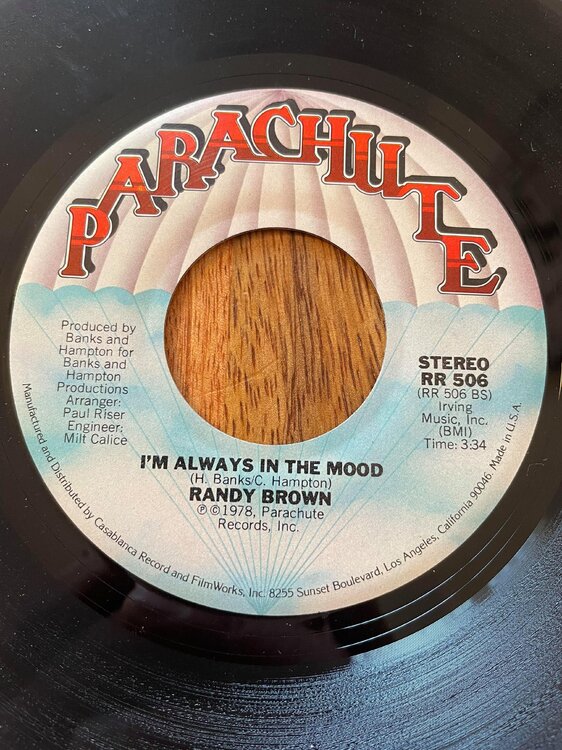 PARACHUTE
Produced by
Banks and
Hampton for
Banks and
Hampton
Productions
Arranger:
Paul Riser
Engineer:
Milt Calice
STEREO
RR 506
(RR 506 BS)
Irving
Music, Inc.
(BMI)
Time: 3:34
I'M ALWAYS IN THE MOOD
(H. Banks/C. Hampton)
RANDY BROWN
℗©1978, Parachute
Records, Inc.
Manufactured and Distributed by Casablanca Record and FilmWorks, Inc. 8255 Sunset Boulevard, Los Angeles, California 90046. Made in U.S.A.